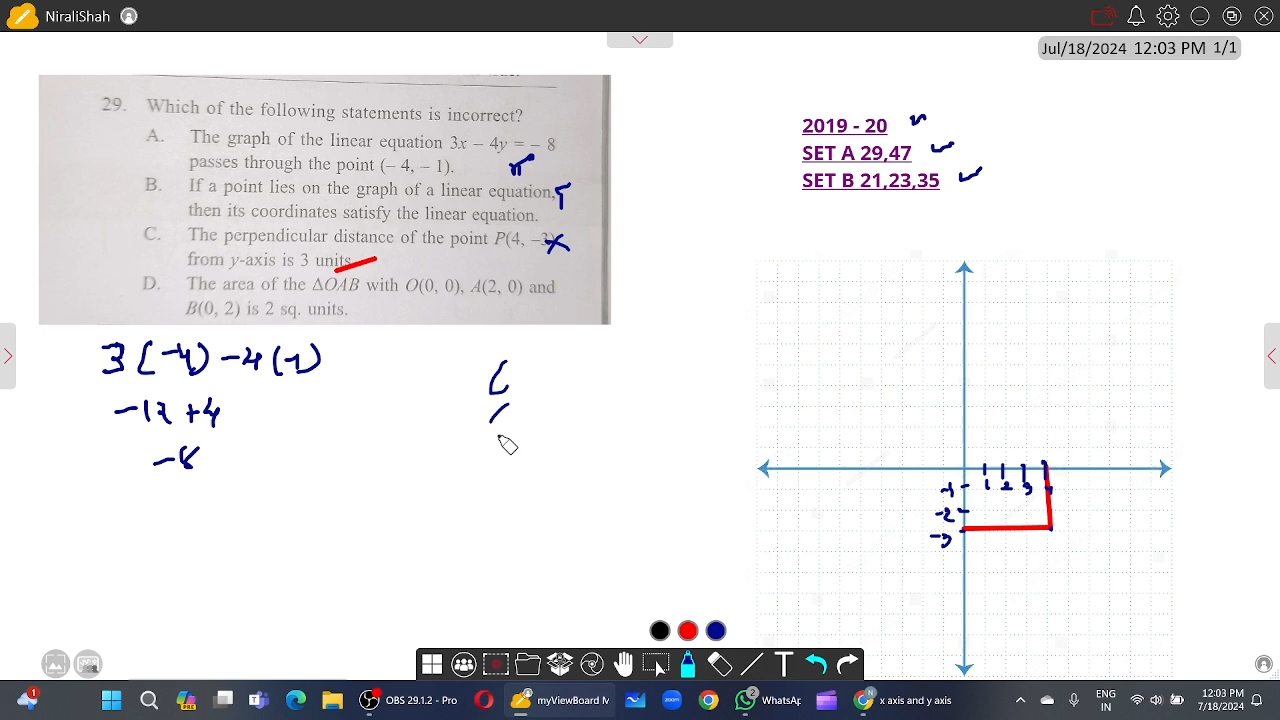 NiraliShah
Jul/18/2024 12:03 PM 1/1
29. Which of the following statements is incorrect?
A. The graph of the linear equation 3x − 4y = − 8
passes through the point (− 4, − 1).
B. If a point lies on the graph of a linear equation,
then its coordinates satisfy the linear equation.
C. The perpendicular distance of the point P(4, −3)
from y-axis is 3 units
D. The area of the ΔOAB with O(0, 0), A(2, 0) and
B(0, 2) is 2 sq. units.
2019 - 20
SET A 29,47
SET B 21,23,35
3(-4) -4(-1)
-12 +4
-8
1 2 3 4
-1
-2
-3
OBS 29.1.2 - Pro
myViewBoard M
WhatsAp
x axis and y axis
ENG
IN
12:03 PM
7/18/2024